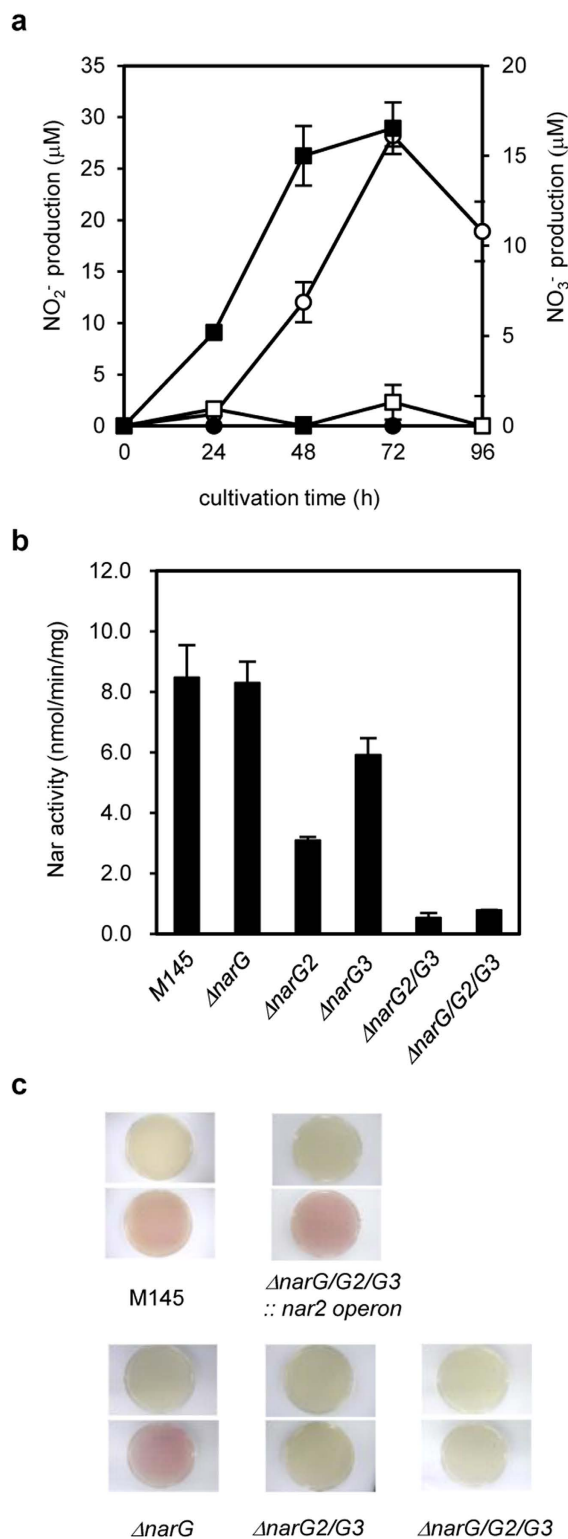 a
35
30
25
20
15
10
5
0
NO₂⁻ production (μM)
20
15
10
5
0
NO₃⁻ production (μM)
0 24 48 72 96
cultivation time (h)
b
12.0
10.0
8.0
6.0
4.0
2.0
0.0
Nar activity (nmol/min/mg)
M145 ΔnarG ΔnarG2 ΔnarG3 ΔnarG2/G3 ΔnarG/G2/G3
c
M145
ΔnarG/G2/G3
:: nar2 operon
ΔnarG ΔnarG2/G3 ΔnarG/G2/G3